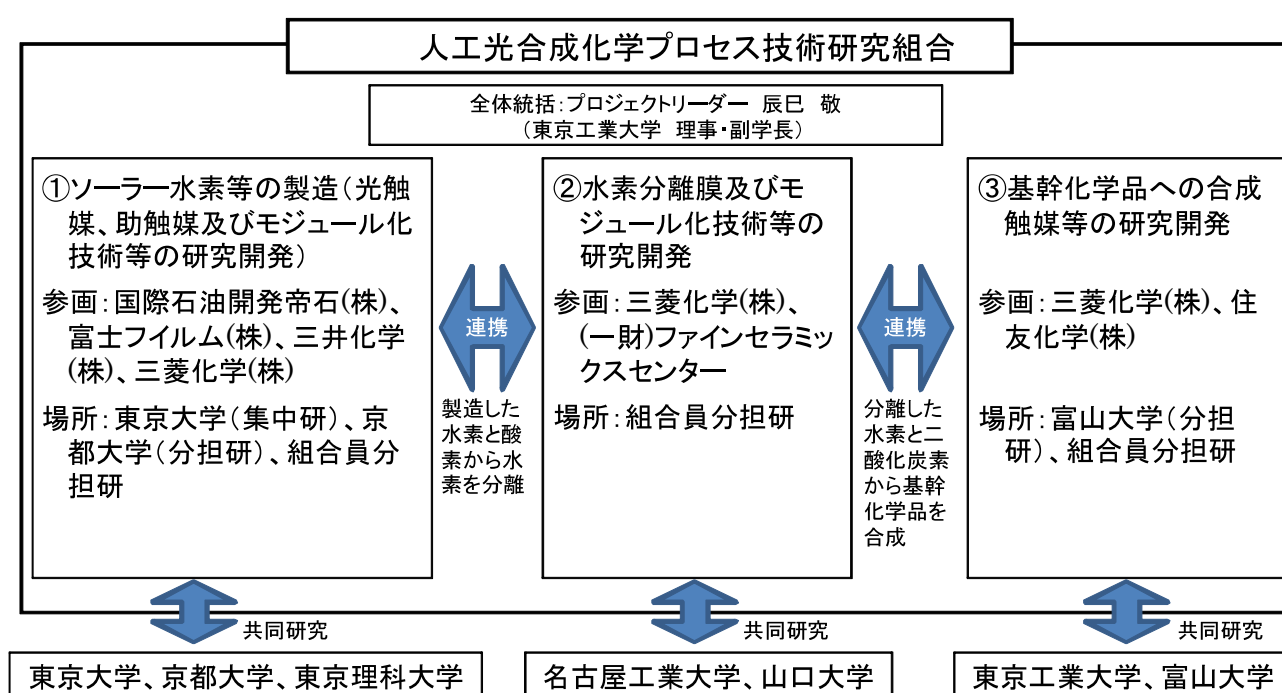 人工光合成化学プロセス技術研究組合
全体統括：プロジェクトリーダー 辰巳 敬
（東京工業大学 理事・副学長）
①ソーラー水素等の製造（光触
媒、助触媒及びモジュール化
技術等の研究開発）
参画：国際石油開発帝石(株)、
富士フイルム(株)、三井化学
(株)、三菱化学(株)
場所：東京大学（集中研）、京
都大学（分担研）、組合員分
担研
連携
製造した
水素と酸
素から水
素を分離
②水素分離膜及びモ
ジュール化技術等の
研究開発
参画：三菱化学(株)、
(一財)ファインセラミッ
クスセンター
場所：組合員分担研
連携
分離した
水素と二
酸化炭素
から基幹
化学品を
合成
③基幹化学品への合成
触媒等の研究開発
参画：三菱化学(株)、住
友化学(株)
場所：富山大学（分担
研）、組合員分担研
共同研究
共同研究
共同研究
東京大学、京都大学、東京理科大学
名古屋工業大学、山口大学
東京工業大学、富山大学